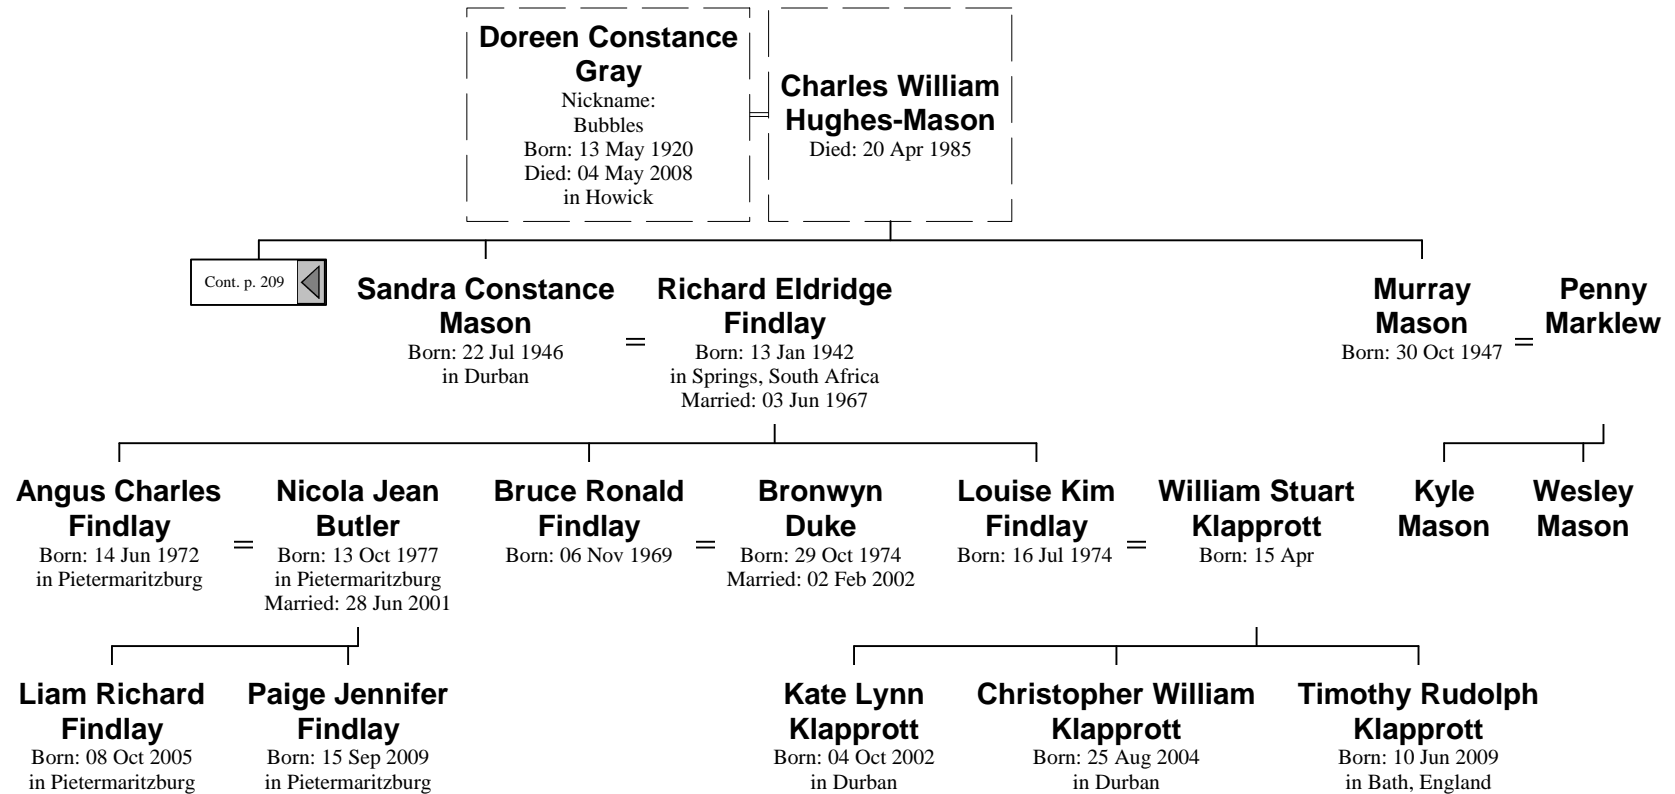 Doreen Constance
Gray
Nickname:
Bubbles
Born: 13 May 1920
Died: 04 May 2008
in Howick
Charles William
Hughes-Mason
Died: 20 Apr 1985
Cont. p. 209
Sandra Constance
Mason
Born: 22 Jul 1946
in Durban
=
Richard Eldridge
Findlay
Born: 13 Jan 1942
in Springs, South Africa
Married: 03 Jun 1967
Murray
Mason
Born: 30 Oct 1947
=
Penny
Marklew
Angus Charles
Findlay
Born: 14 Jun 1972
in Pietermaritzburg
=
Nicola Jean
Butler
Born: 13 Oct 1977
in Pietermaritzburg
Married: 28 Jun 2001
Bruce Ronald
Findlay
Born: 06 Nov 1969
=
Bronwyn
Duke
Born: 29 Oct 1974
Married: 02 Feb 2002
Louise Kim
Findlay
Born: 16 Jul 1974
=
William Stuart
Klapprott
Born: 15 Apr
Kyle
Mason
Wesley
Mason
Liam Richard
Findlay
Born: 08 Oct 2005
in Pietermaritzburg
Paige Jennifer
Findlay
Born: 15 Sep 2009
in Pietermaritzburg
Kate Lynn
Klapprott
Born: 04 Oct 2002
in Durban
Christopher William
Klapprott
Born: 25 Aug 2004
in Durban
Timothy Rudolph
Klapprott
Born: 10 Jun 2009
in Bath, England